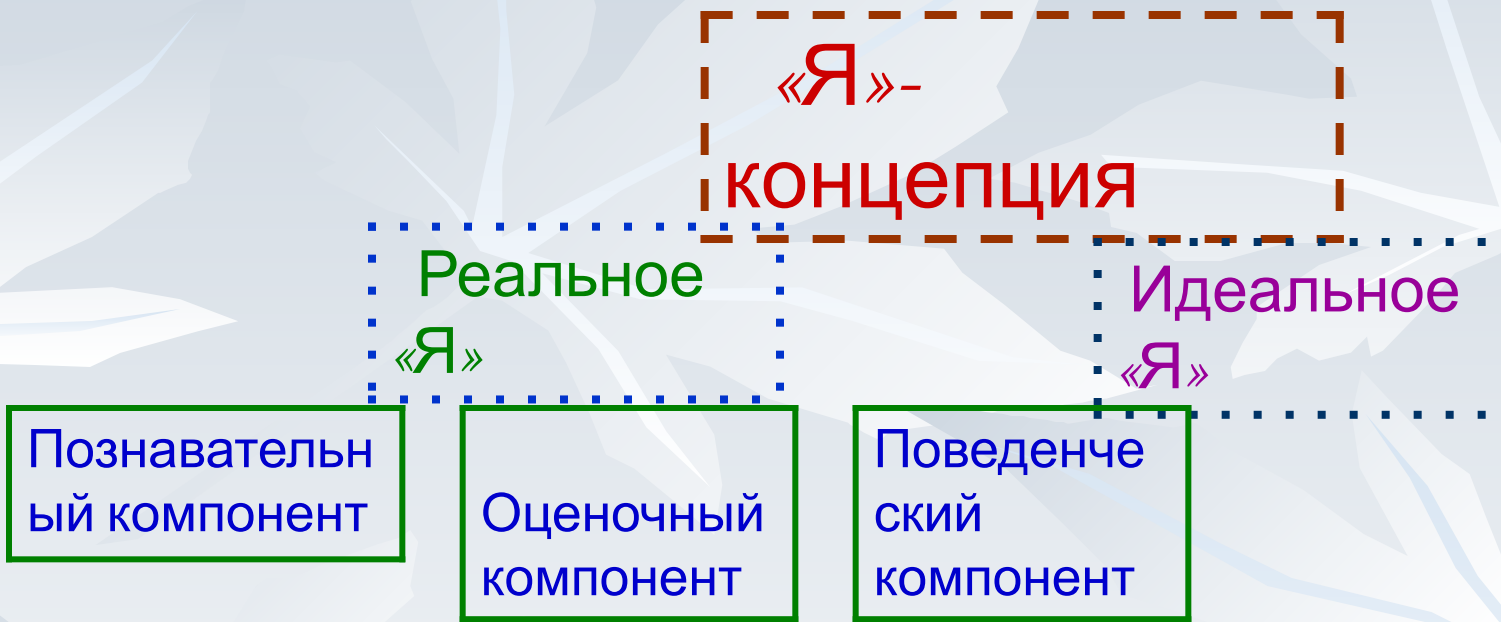 «Я»-
концепция
Реальное
«Я»
Идеальное
«Я»
Познавательн
ый компонент
Оценочный
компонент
Поведенче
ский
компонент